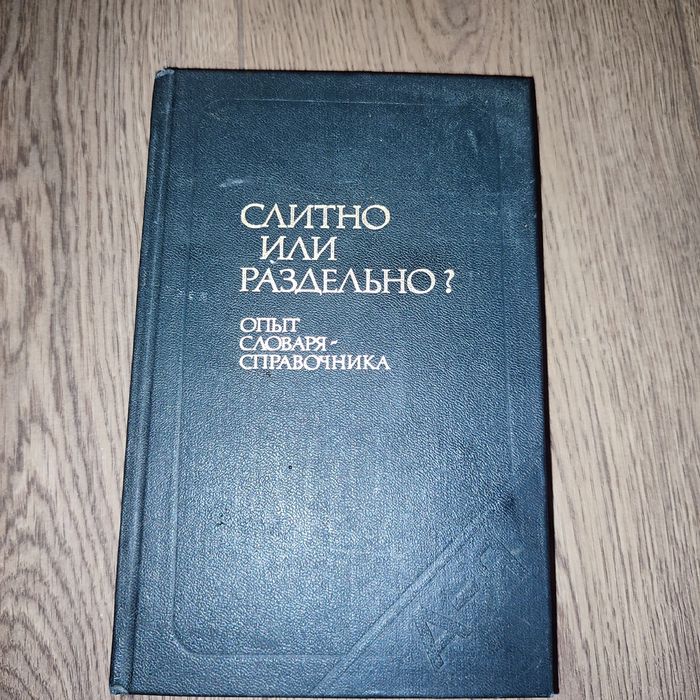 СЛИТНО
ИЛИ
РАЗДЕЛЬНО?
ОПЫТ
СЛОВАРЯ-
СПРАВОЧНИКА
А-Я